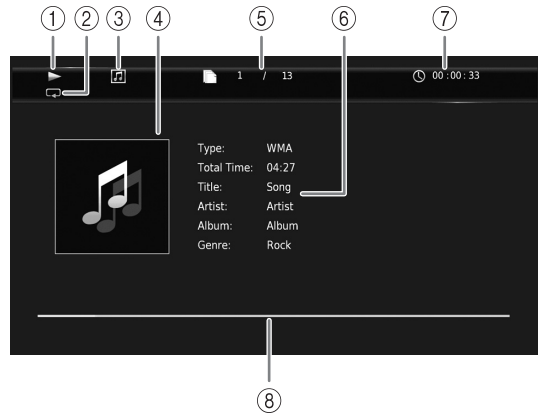 ① ② ③ ④ ⑤ ⑥ ⑦
1 / 13 00:00:33
Type: WMA
Total Time: 04:27
Title: Song
Artist: Artist
Album: Album
Genre: Rock
⑧